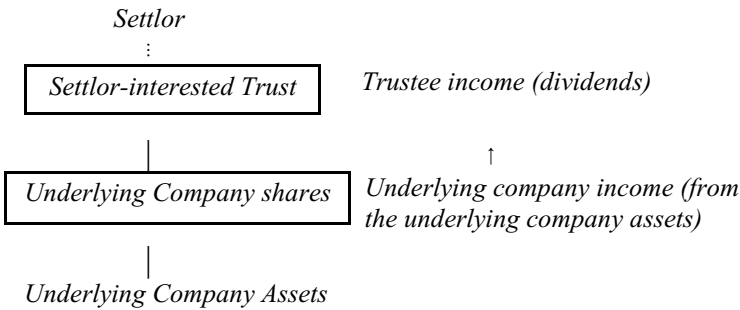 Settlor
Settlor-interested Trust
Trustee income (dividends)
↑
Underlying Company shares
Underlying company income (from
the underlying company assets)
Underlying Company Assets